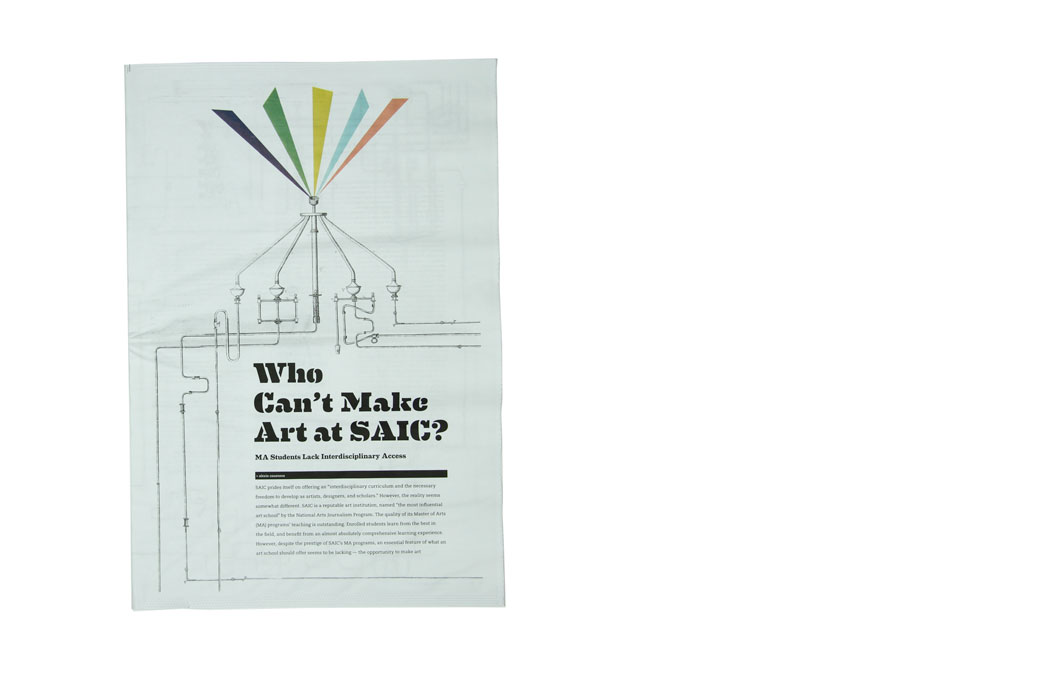 Who
Can't Make
Art at SAIC?
MA Students Lack Interdisciplinary Access
SAIC prides itself on offering an "interdisciplinary curriculum and the necessary
freedom to develop as artists, designers, and scholars." However, the reality seems
somewhat different. SAIC is a reputable art institution, named "the most influential
art school" by the National Arts Journalism Program. The quality of its Master of Arts
(MA) programs' teaching is outstanding. Enrolled students learn from the best in
the field, and benefit from an almost absolutely comprehensive learning experience.
However, despite the prestige of SAIC's MA programs, an essential feature of what an
art school should offer seems to be lacking — the opportunity to make art